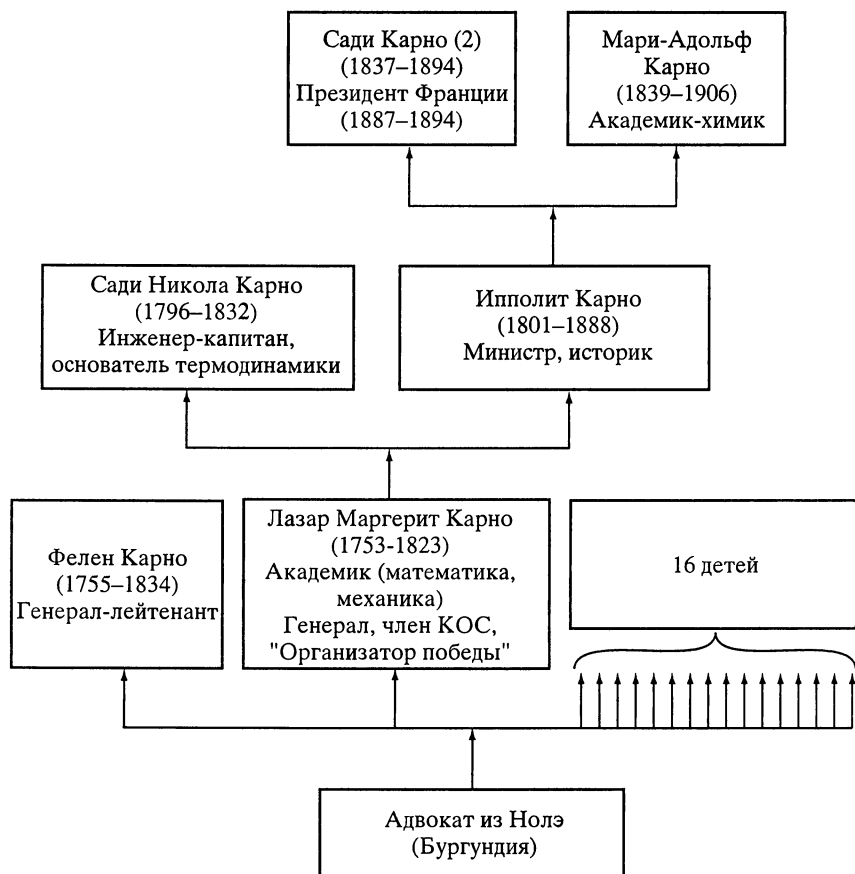 Сади Карно (2)
(1837–1894)
Президент Франции
(1887–1894)
Мари-Адольф
Карно
(1839–1906)
Академик-химик
Сади Никола Карно
(1796–1832)
Инженер-капитан,
основатель термодинамики
Ипполит Карно
(1801–1888)
Министр, историк
Фелен Карно
(1755–1834)
Генерал-лейтенант
Лазар Маргерит Карно
(1753-1823)
Академик (математика,
механика)
Генерал, член КОС,
"Организатор победы"
16 детей
Адвокат из Нолэ
(Бургундия)